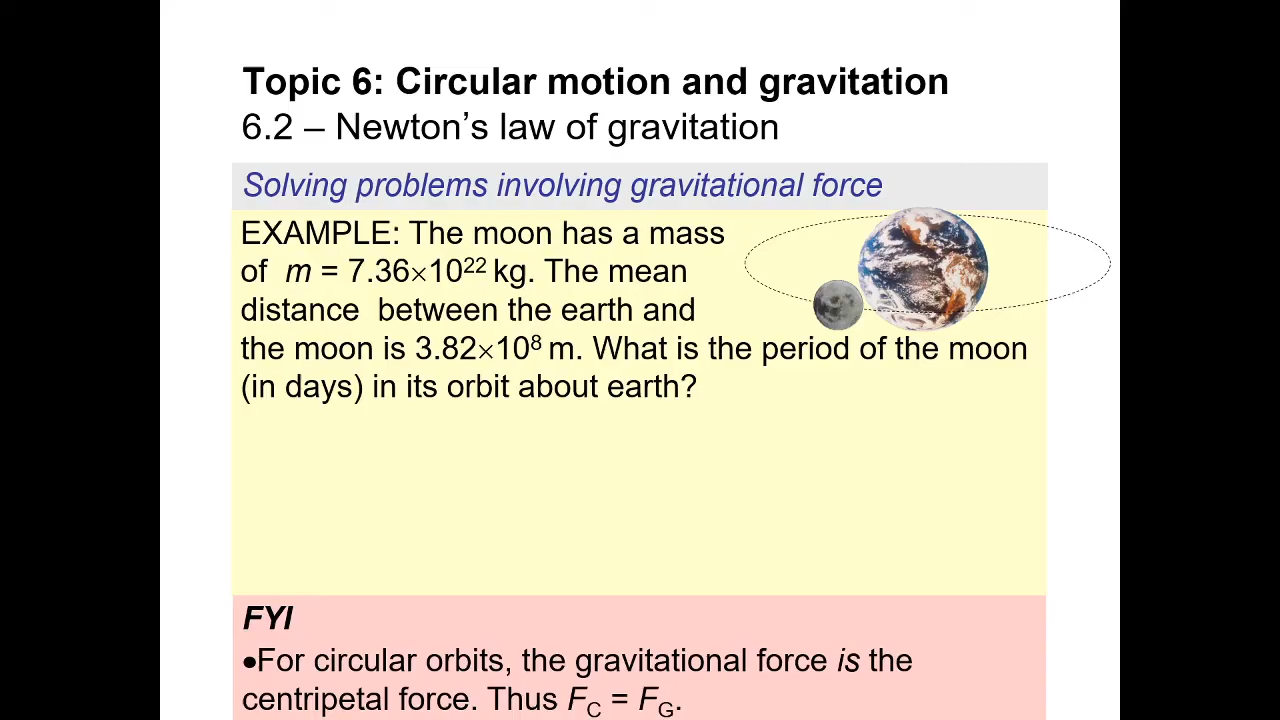 Topic 6: Circular motion and gravitation
6.2 – Newton’s law of gravitation
Solving problems involving gravitational force
EXAMPLE: The moon has a mass
of m = 7.36×10²² kg. The mean
distance between the earth and
the moon is 3.82×10⁸ m. What is the period of the moon
(in days) in its orbit about earth?
FYI
•For circular orbits, the gravitational force is the
centripetal force. Thus FC = FG.